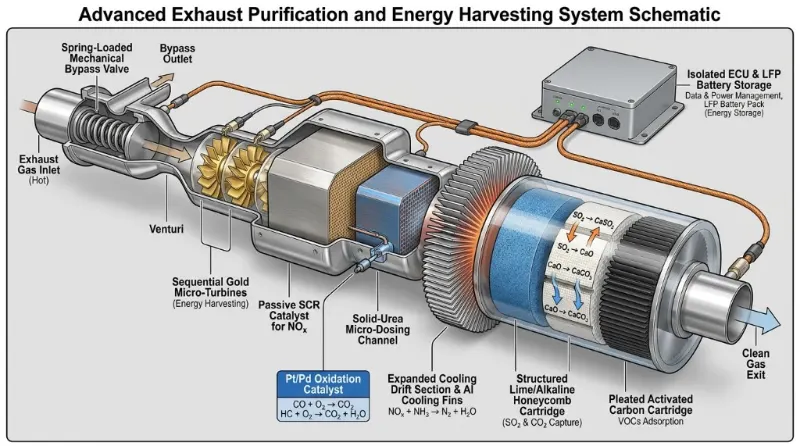 Advanced Exhaust Purification and Energy Harvesting System Schematic
Spring-Loaded
Mechanical
Bypass Valve
Bypass
Outlet
Isolated ECU & LFP
Battery Storage
Data & Power Management,
LFP Battery Pack
(Energy Storage)
Exhaust
Gas Inlet
(Hot)
Venturi
Sequential Gold
Micro-Turbines
(Energy Harvesting)
Passive SCR
Catalyst
for NOₓ
Solid-Urea
Micro-Dosing
Channel
Pt/Pd Oxidation
Catalyst
CO + O₂ → CO₂
HC + O₂ → CO₂ + H₂O
Expanded Cooling
Drift Section & Al
Cooling Fins
NOₓ + NH₃ → N₂ + H₂O
SO₂ → CaSO₂
SO₂ → CaO
CaO → CaCO₂
CaO → CaCO₂
Structured
Lime/Alkaline
Honeycomb
Cartridge
(SO₂ & CO₂ Capture)
Pleated Activated
Carbon Cartridge
VOCs Adsorption
Clean
Gas
Exit